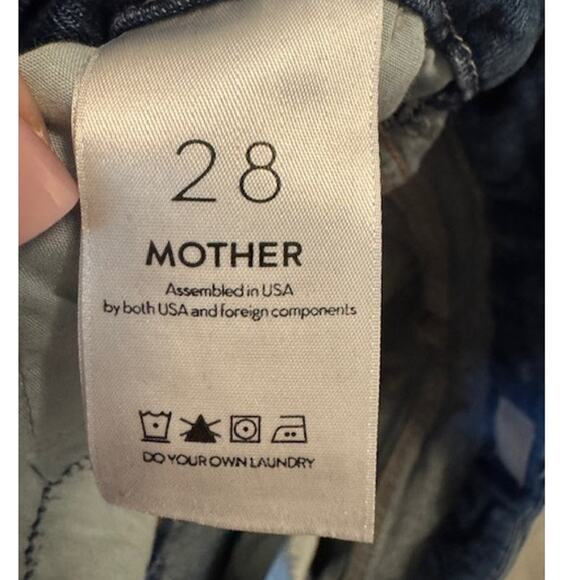 28
MOTHER
Assembled in USA
by both USA and foreign components
DO YOUR OWN LAUNDRY